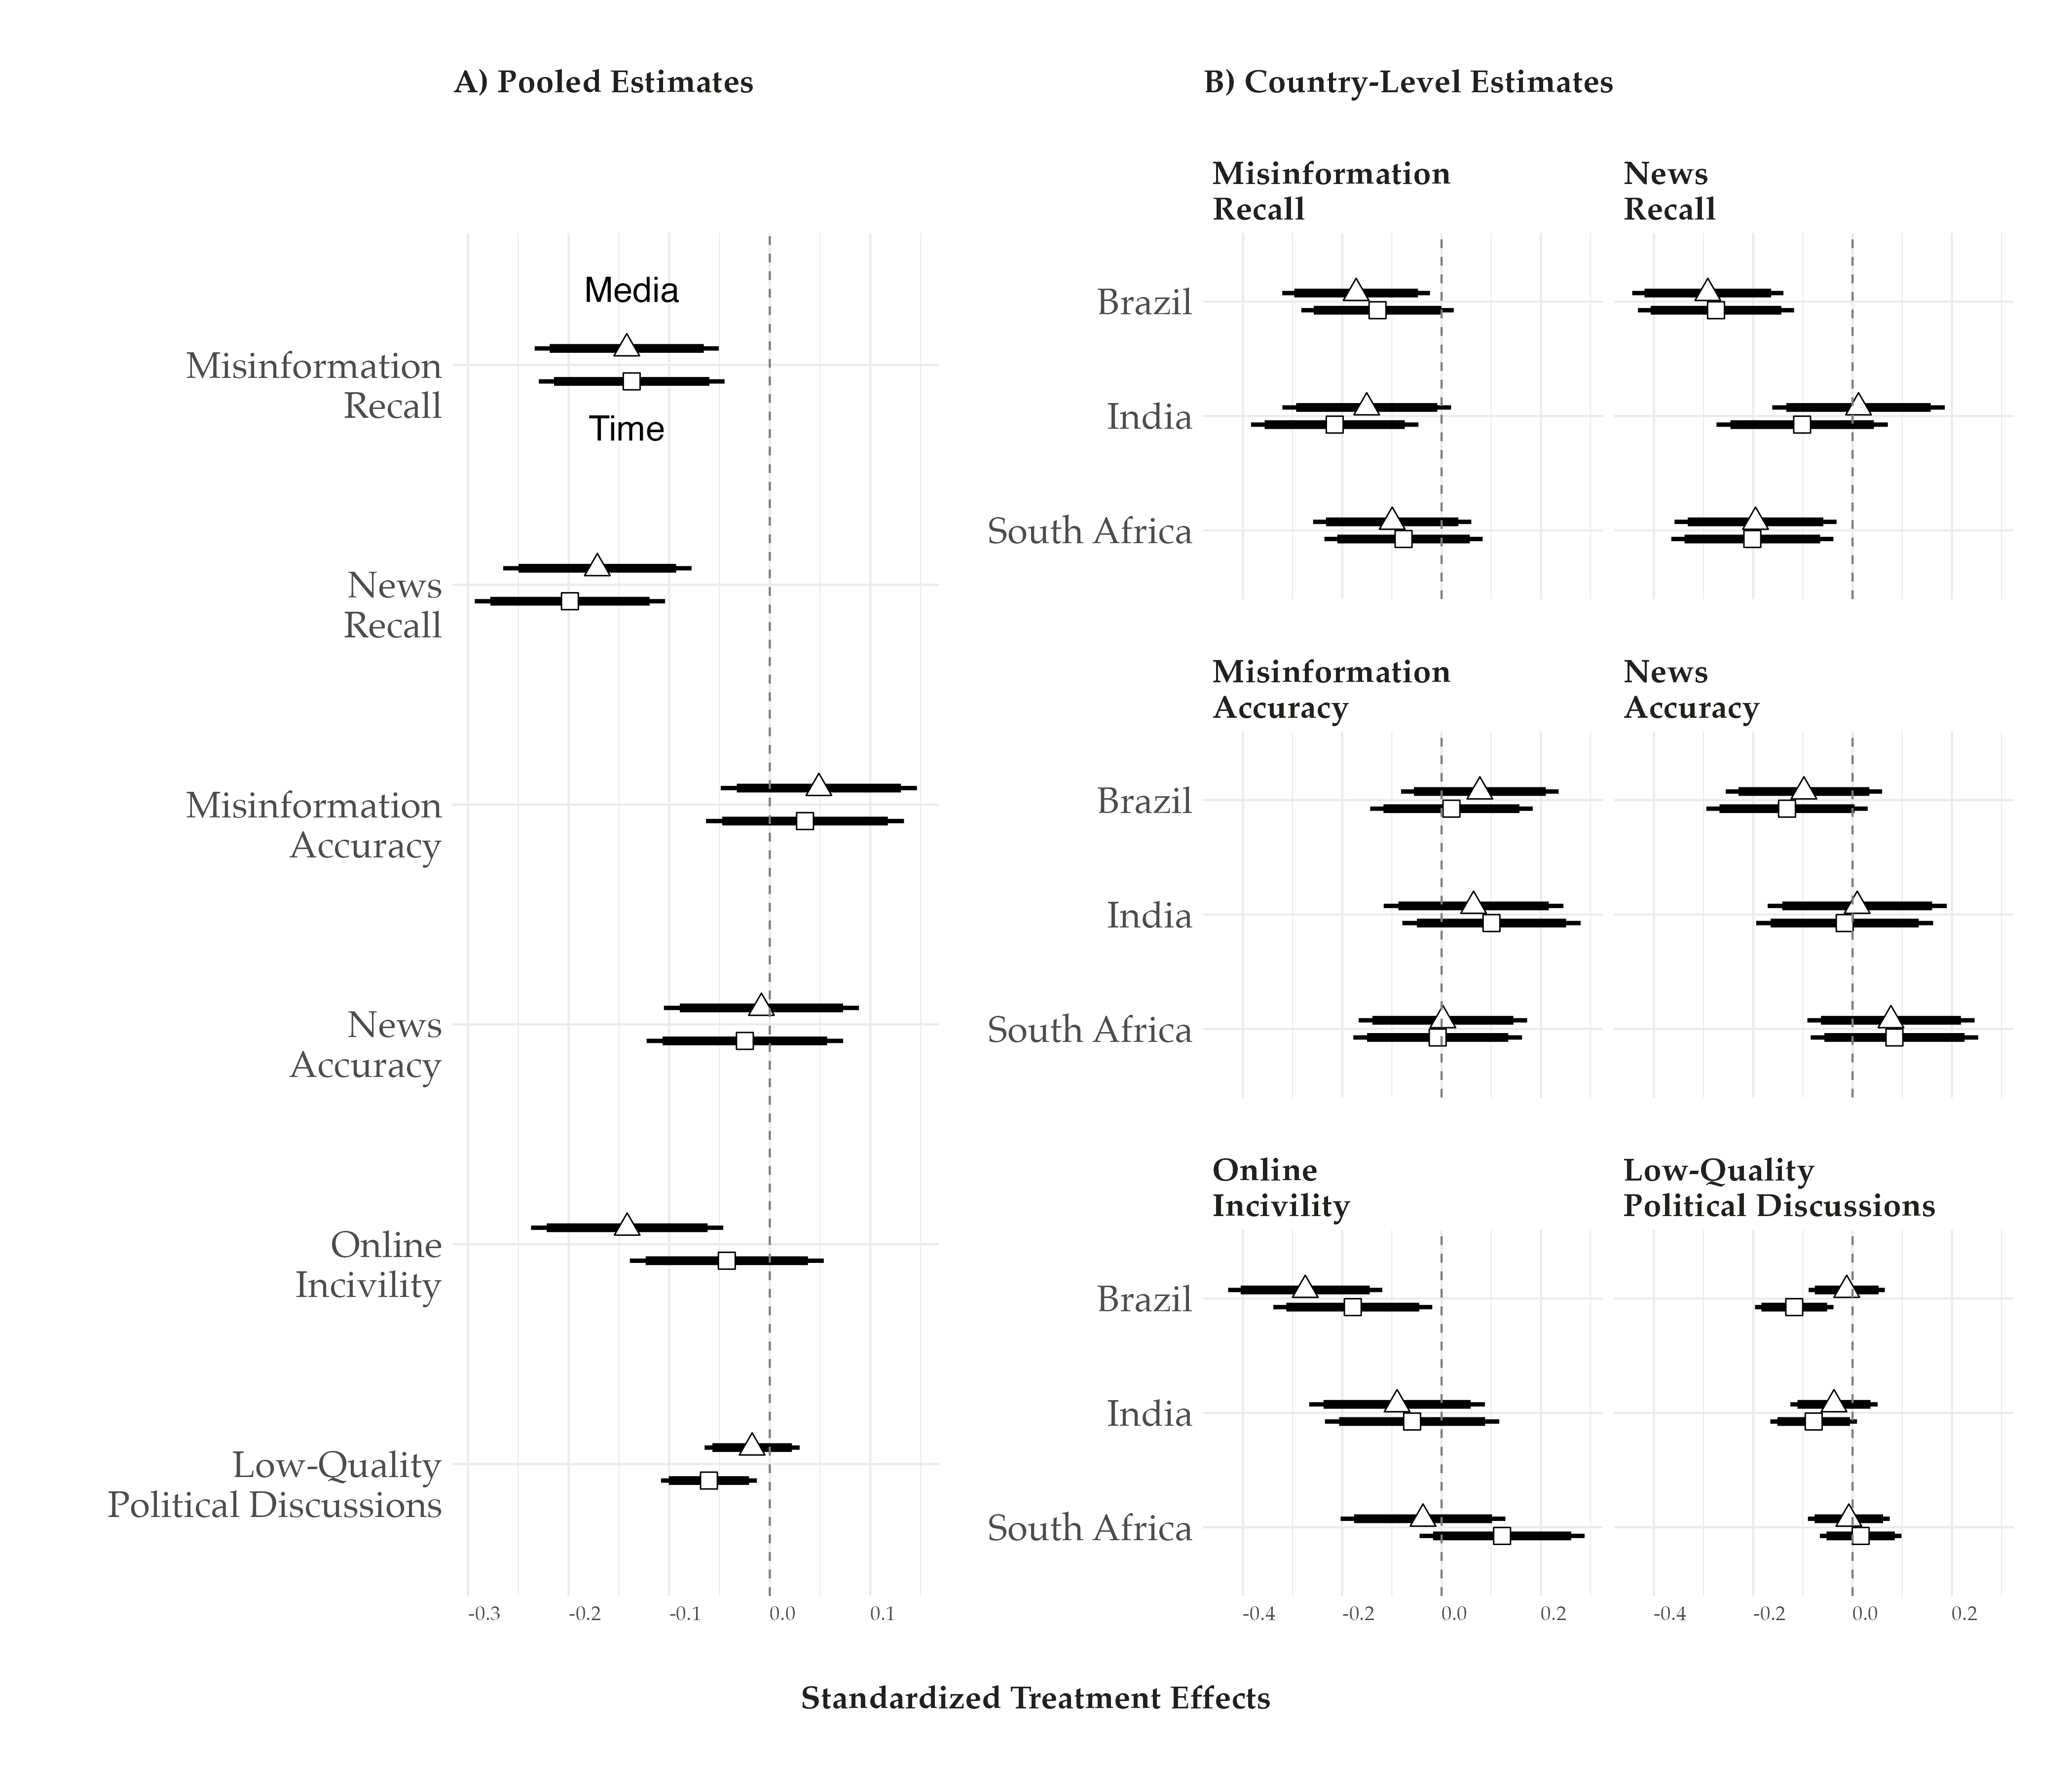 A) Pooled Estimates
Media
Misinformation
Recall
Time
News
Recall
Misinformation
Accuracy
News
Accuracy
Online
Incivility
Low-Quality
Political Discussions
-0.3 -0.2 -0.1 0.0 0.1
B) Country-Level Estimates
Misinformation
Recall
News
Recall
Brazil
India
South Africa
Misinformation
Accuracy
News
Accuracy
Brazil
India
South Africa
Online
Incivility
Low-Quality
Political Discussions
Brazil
India
South Africa
-0.4 -0.2 0.0 0.2
-0.4 -0.2 0.0 0.2
Standardized Treatment Effects